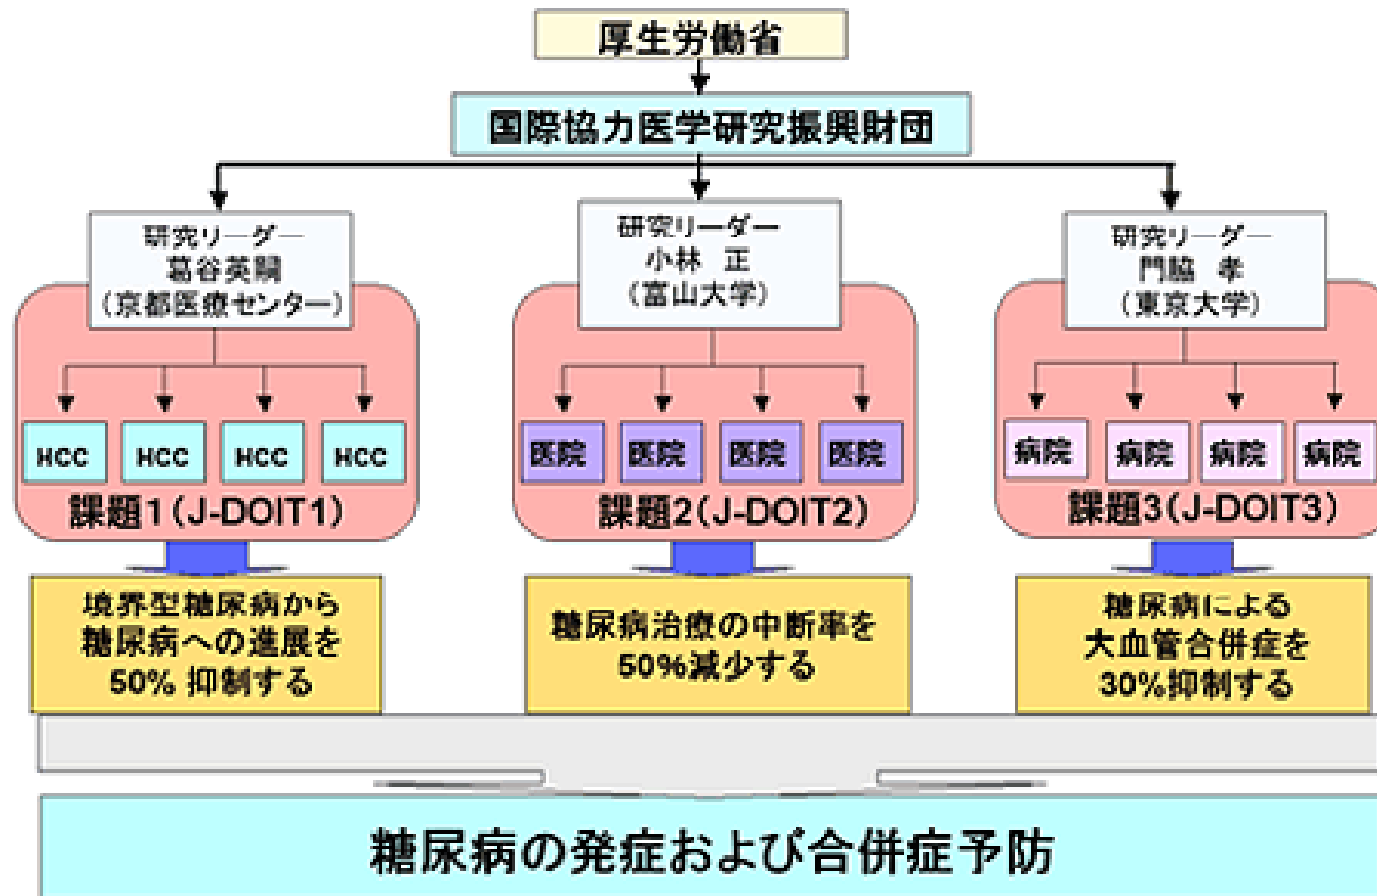 厚生労働省
国際協力医学研究振興財団
研究リーダー
葛谷英嗣
(京都医療センター)
研究リーダー
小林 正
(富山大学)
研究リーダー
門脇 孝
(東京大学)
HCC HCC HCC HCC
課題1(J-DOIT1)
医院 医院 医院 医院
課題2(J-DOIT2)
病院 病院 病院 病院
課題3(J-DOIT3)
境界型糖尿病から
糖尿病への進展を
50% 抑制する
糖尿病治療の中断率を
50%減少する
糖尿病による
大血管合併症を
30%抑制する
糖尿病の発症および合併症予防